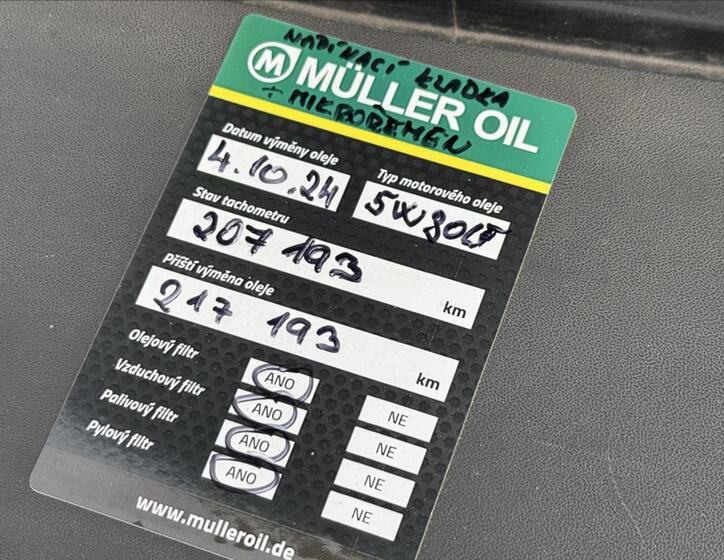 NAPÍNACÍ KLADKA
+ MIKROŘEMEN
M MÜLLER OIL
Datum výměny oleje
4.10.24
Typ motorového oleje
5W30
Stav tachometru
207 193 km
Příští výměna oleje
217 193 km
Olejový filtr ANO NE
Vzduchový filtr ANO NE
Palivový filtr ANO NE
Pylový filtr ANO NE
www.mulleroil.de